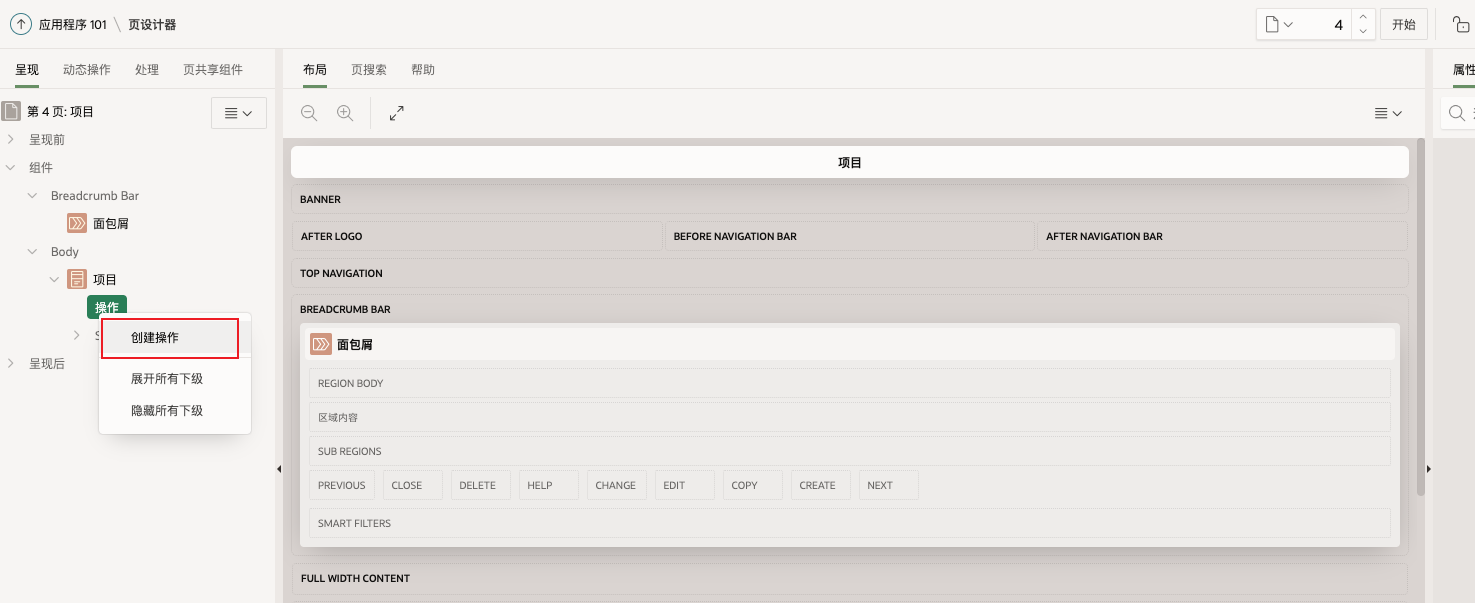 应用程序 101 \ 页设计器
4
开始
呈现 动态操作 处理 页共享组件
布局 页搜索 帮助
属性
第 4 页: 项目
呈现前
组件
Breadcrumb Bar
面包屑
Body
项目
操作
创建操作
展开所有下级
隐藏所有下级
呈现后
项目
BANNER
AFTER LOGO BEFORE NAVIGATION BAR AFTER NAVIGATION BAR
TOP NAVIGATION
BREADCRUMB BAR
面包屑
REGION BODY
区域内容
SUB REGIONS
PREVIOUS CLOSE DELETE HELP CHANGE EDIT COPY CREATE NEXT
SMART FILTERS
FULL WIDTH CONTENT